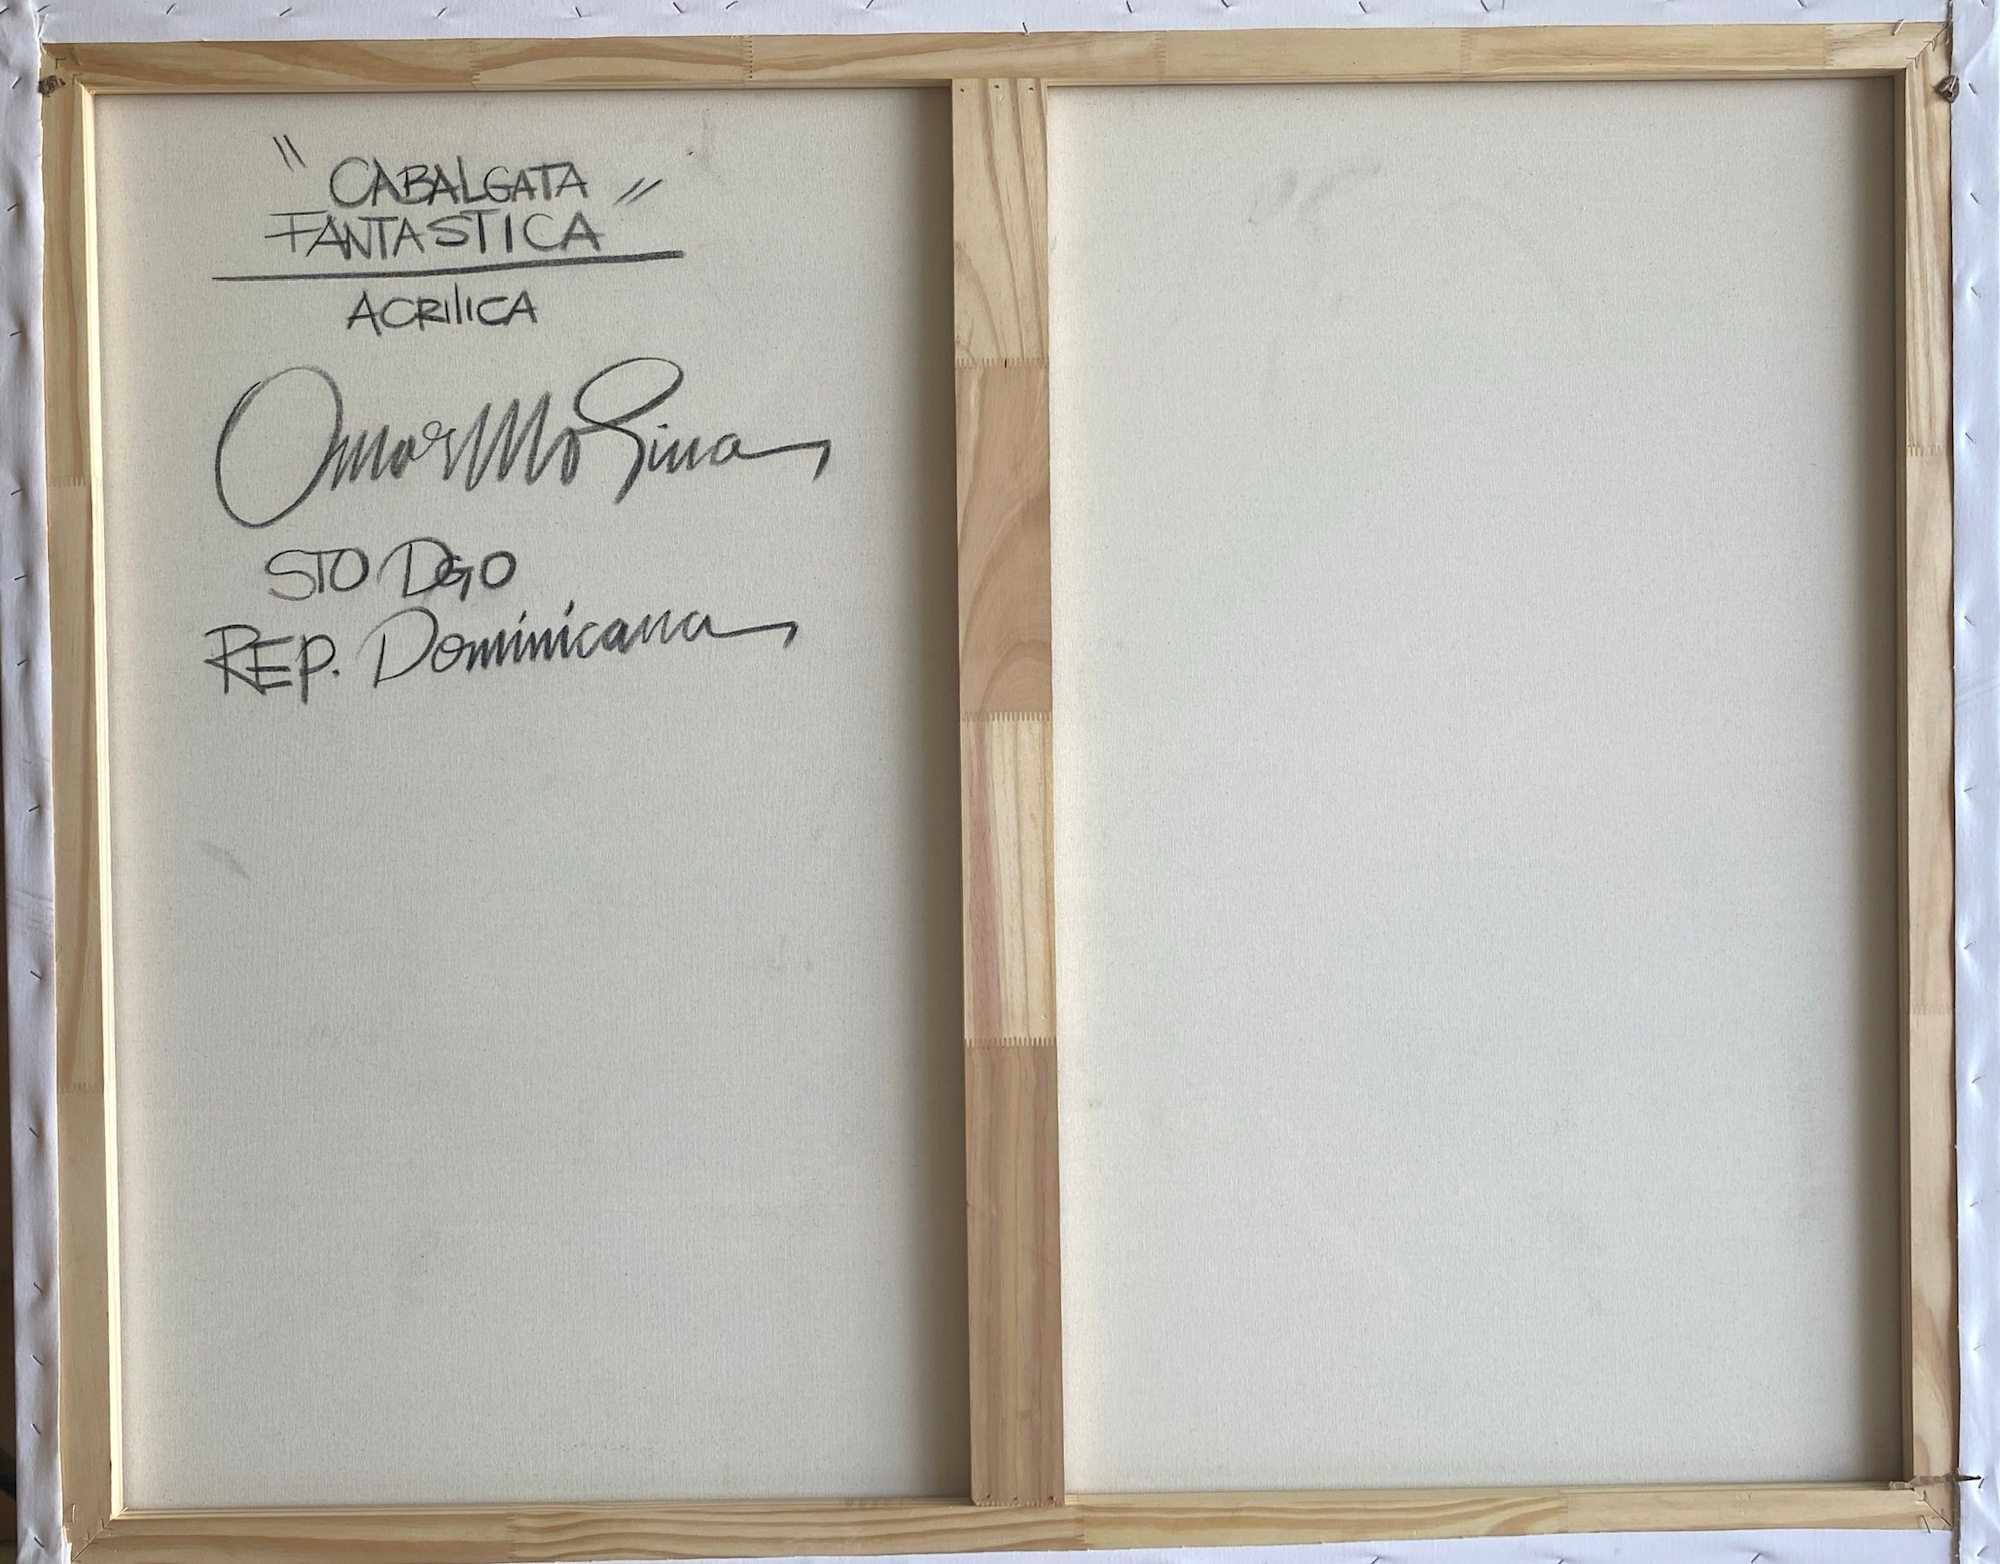 "CABALGATA
FANTASTICA"
ACRILICA
Omar Molina
STO DGO
REP. Dominicana